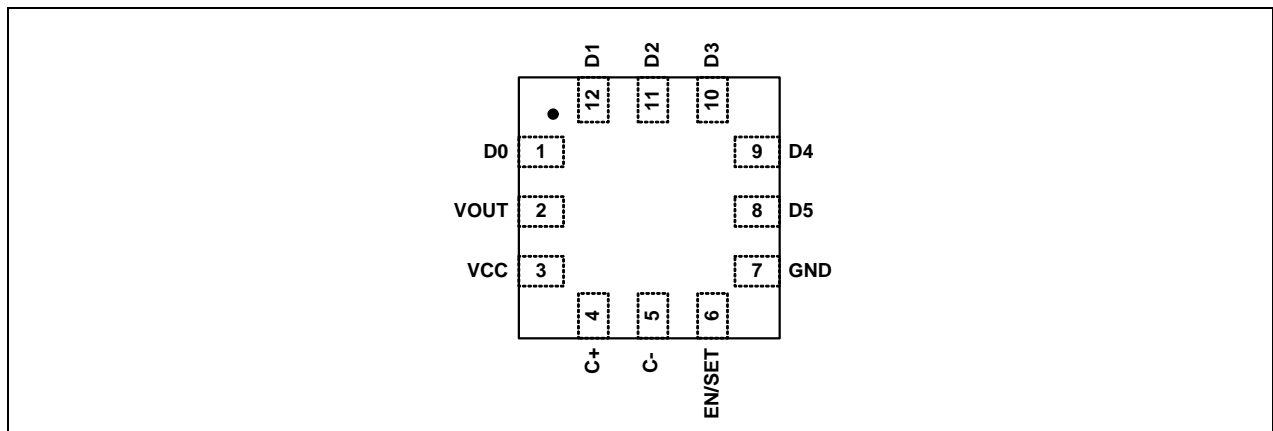 D1 D2 D3
12 11 10
D0 1 9 D4
VOUT 2 8 D5
VCC 3 7 GND
4 5 6
C+ C- EN/SET